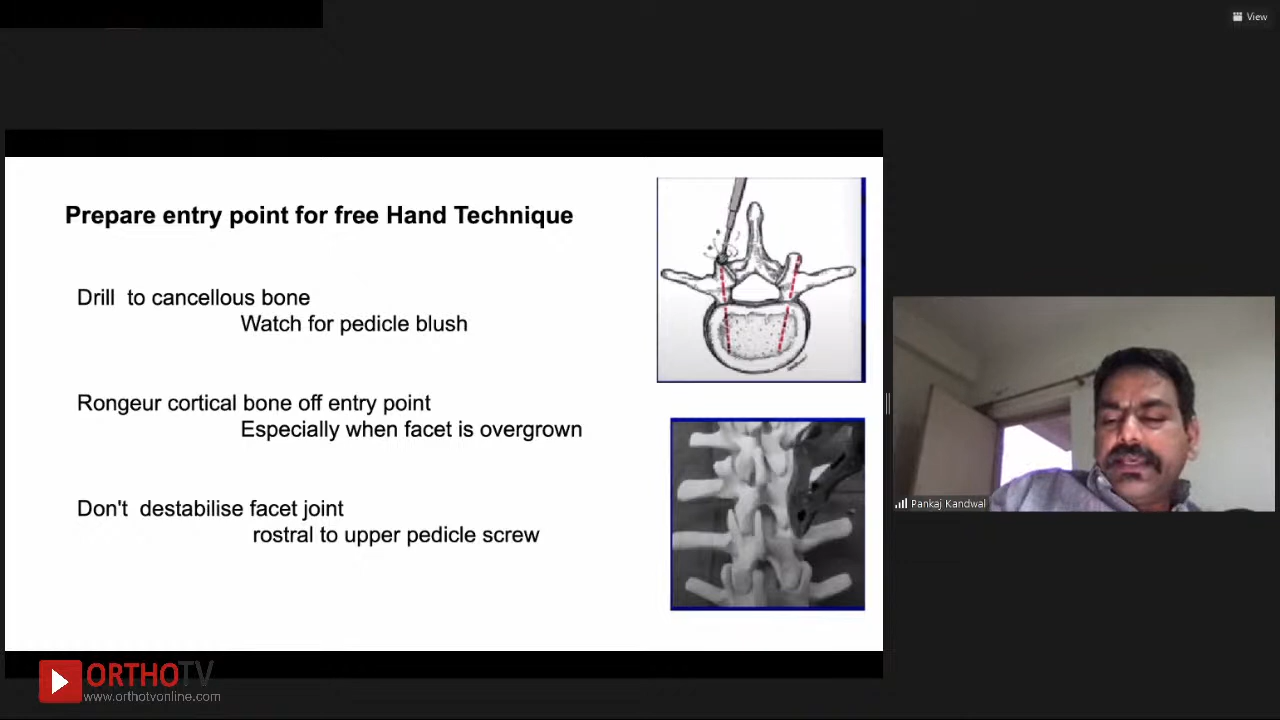 View
Prepare entry point for free Hand Technique
Drill to cancellous bone
Watch for pedicle blush
Rongeur cortical bone off entry point
Especially when facet is overgrown
Don't destabilise facet joint
rostral to upper pedicle screw
Pankaj Kandwal
ORTHOTV
www.orthotvonline.com